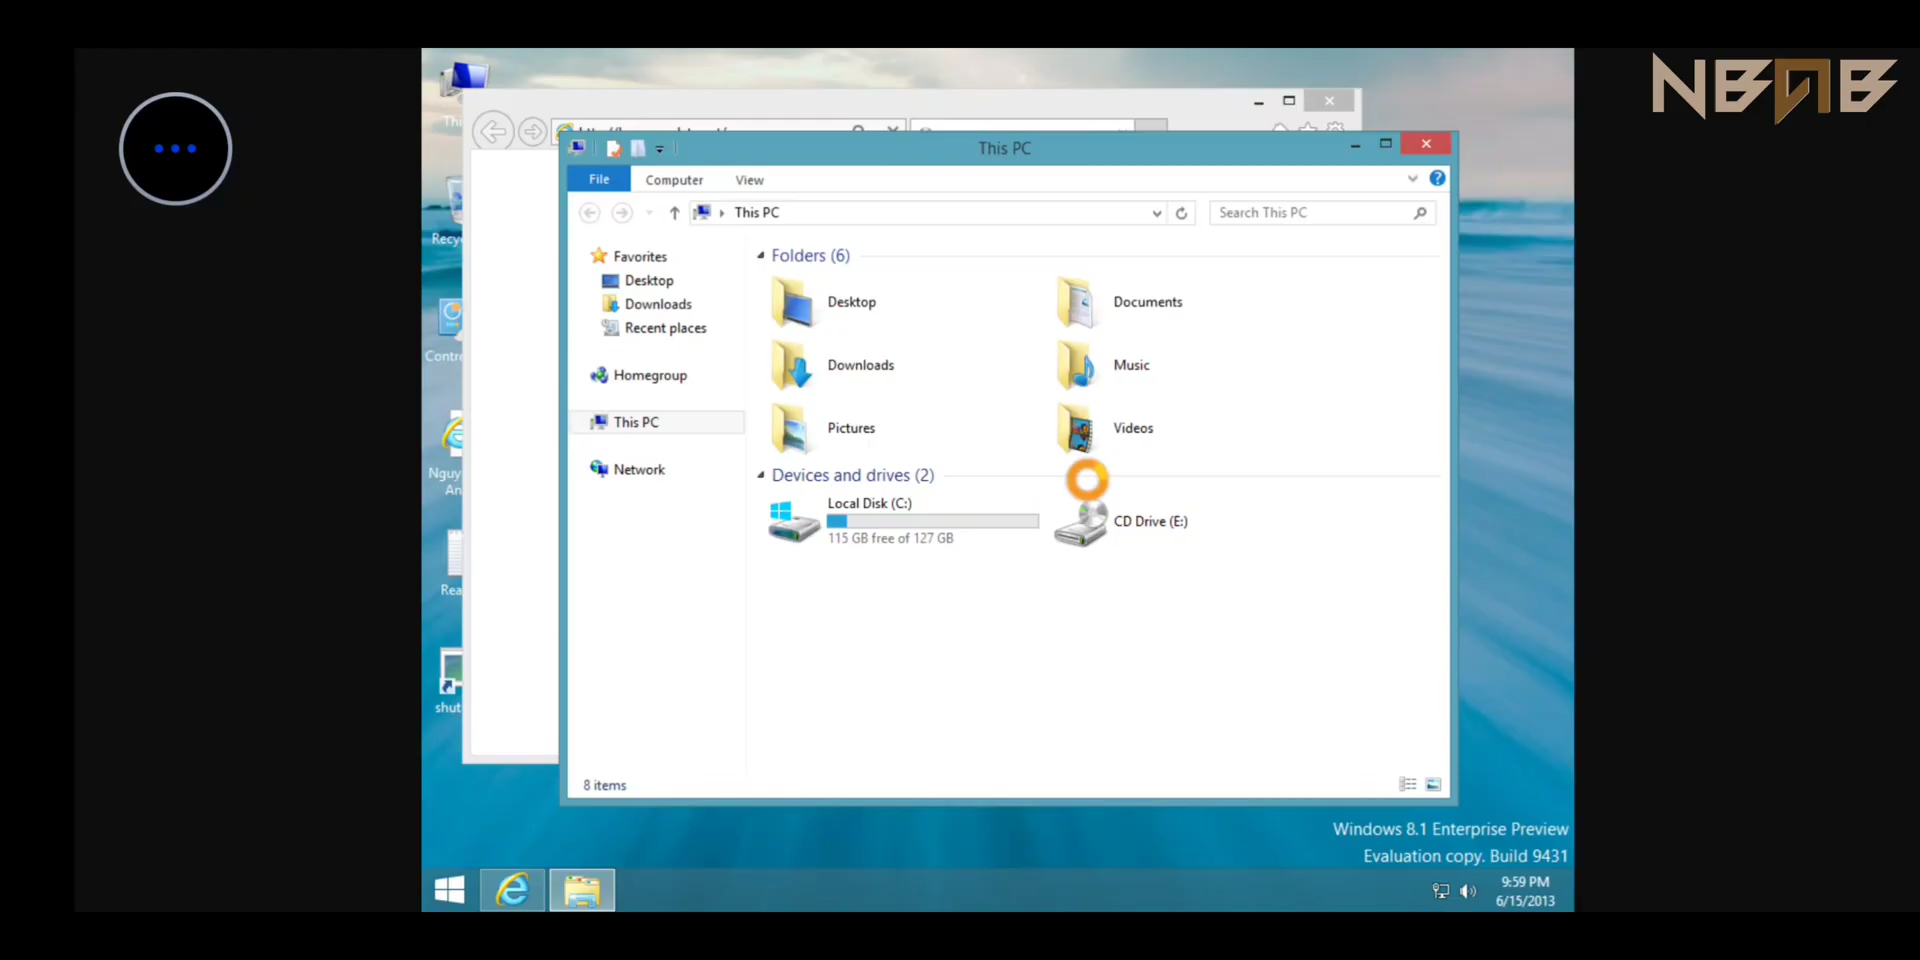 NBAB
This PC
File Computer View
This PC
Search This PC
Favorites
Desktop
Downloads
Recent places
Homegroup
This PC
Network
Folders (6)
Desktop
Documents
Downloads
Music
Pictures
Videos
Devices and drives (2)
Local Disk (C:)
115 GB free of 127 GB
CD Drive (E:)
8 items
Recy
Contr
Nguy
An
Rea
shut
Windows 8.1 Enterprise Preview
Evaluation copy. Build 9431
9:59 PM
6/15/2013